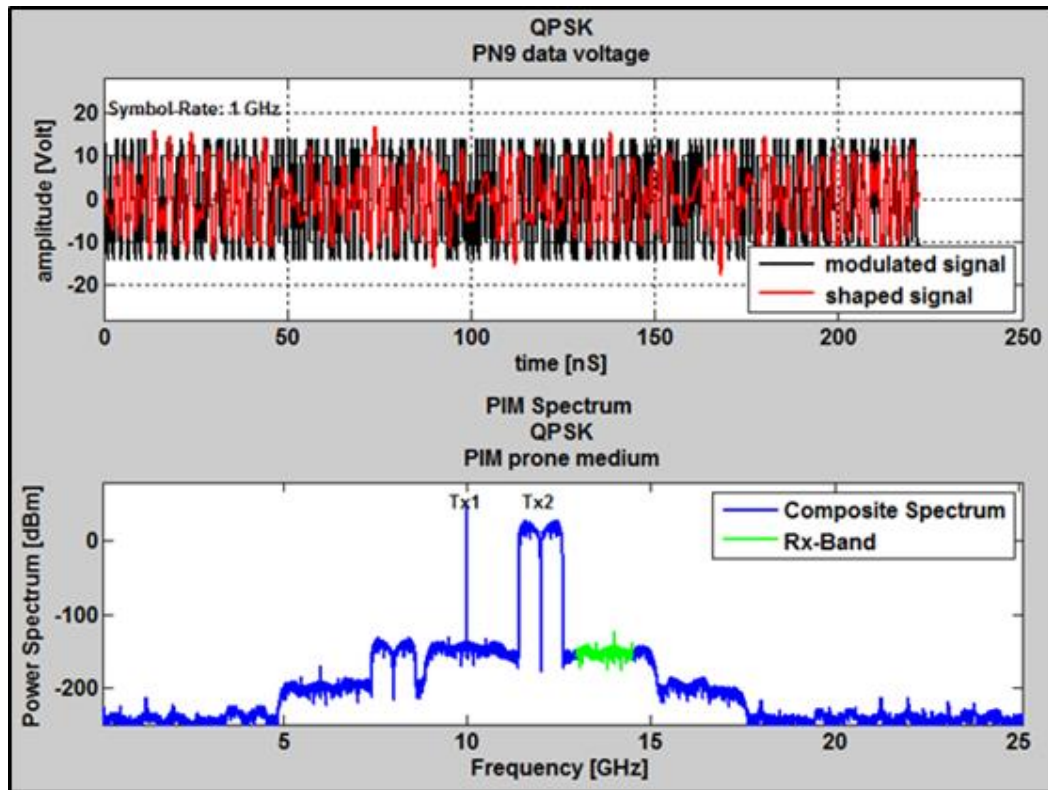 QPSK
PN9 data voltage
Symbol Rate: 1 GHz
amplitude [Volt]
20
10
0
-10
-20
modulated signal
shaped signal
0 50 100 150 200 250
time [nS]
PIM Spectrum
QPSK
PIM prone medium
Power Spectrum [dBm]
Tx1 Tx2
Composite Spectrum
Rx-Band
0
-100
-200
5 10 15 20 25
Frequency [GHz]